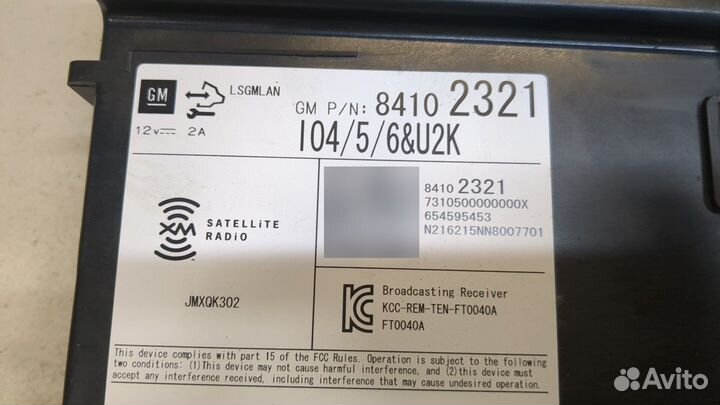 GM
LSGMLAN
12V 2A
GM P/N: 8410 2321
I04/5/6&U2K
XM SATELLiTE
RADiO
8410 2321
7310500000000X
654595453
N216215NN8007701
JMXQK302
Broadcasting Receiver
KCC-REM-TEN-FT0040A
FT0040A
This device complies with part 15 of the FCC Rules. Operation is subject to the following
two conditions: (1)This device may not cause harmful interference, and (2)this device must
accept any interference received, including interference that may cause undesired operation.
Avito